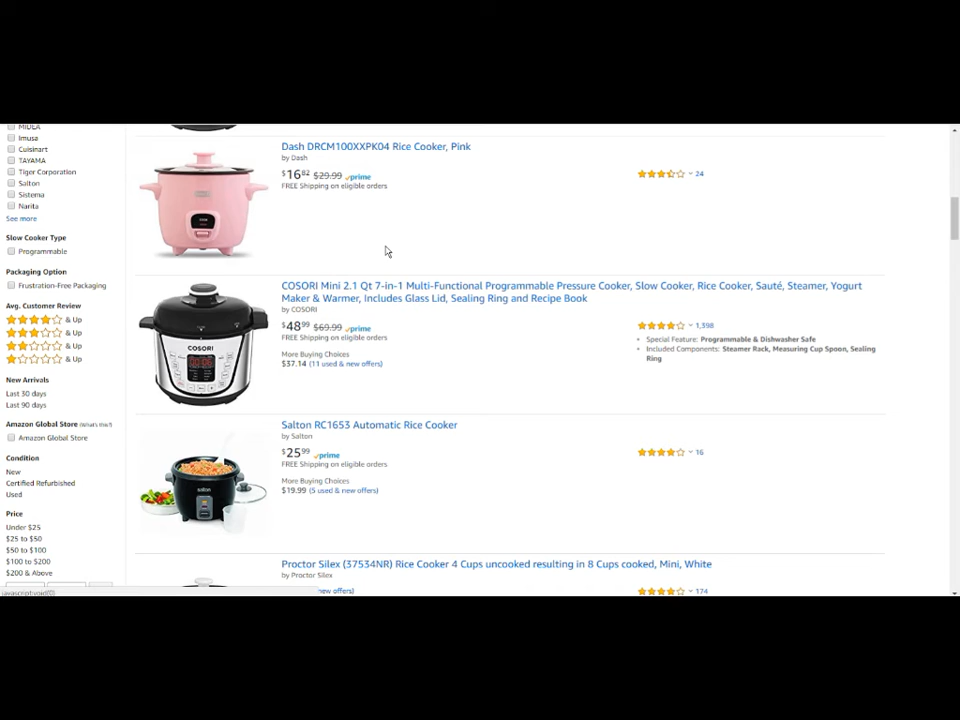 MIDEA
Imusa
Cuisinart
TAYAMA
Tiger Corporation
Salton
Sistema
Narita
See more
Slow Cooker Type
Programmable
Packaging Option
Frustration-Free Packaging
Avg. Customer Review
& Up
& Up
& Up
& Up
New Arrivals
Last 30 days
Last 90 days
Amazon Global Store (What's this?)
Amazon Global Store
Condition
New
Certified Refurbished
Used
Price
Under $25
$25 to $50
$50 to $100
$100 to $200
$200 & Above
javascript:void(0)
Dash DRCM100XXPK04 Rice Cooker, Pink
by Dash
$16 82 $29.99 prime
FREE Shipping on eligible orders
24
COSORI Mini 2.1 Qt 7-in-1 Multi-Functional Programmable Pressure Cooker, Slow Cooker, Rice Cooker, Sauté, Steamer, Yogurt
Maker & Warmer, Includes Glass Lid, Sealing Ring and Recipe Book
by COSORI
$48 99 $69.99 prime
FREE Shipping on eligible orders
More Buying Choices
$37.14 (11 used & new offers)
1,398
Special Feature: Programmable & Dishwasher Safe
Included Components: Steamer Rack, Measuring Cup Spoon, Sealing
Ring
COSORI
Salton RC1653 Automatic Rice Cooker
by Salton
$25 99 prime
FREE Shipping on eligible orders
More Buying Choices
$19.99 (5 used & new offers)
16
salton
Proctor Silex (37534NR) Rice Cooker 4 Cups uncooked resulting in 8 Cups cooked, Mini, White
by Proctor Silex
new offers)
174